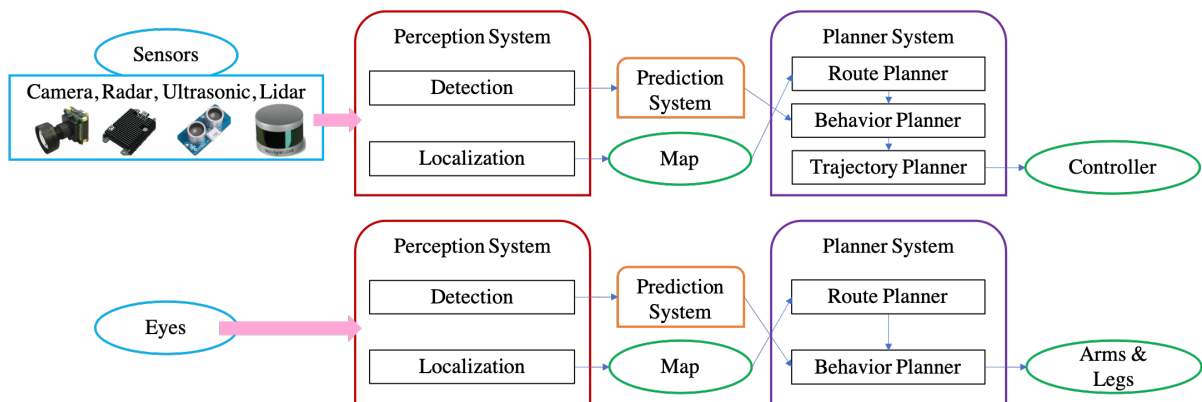 Sensors
Camera, Radar, Ultrasonic, Lidar
Perception System
Detection
Localization
Prediction
System
Map
Planner System
Route Planner
Behavior Planner
Trajectory Planner
Controller
Eyes
Perception System
Detection
Localization
Prediction
System
Map
Planner System
Route Planner
Behavior Planner
Arms &
Legs